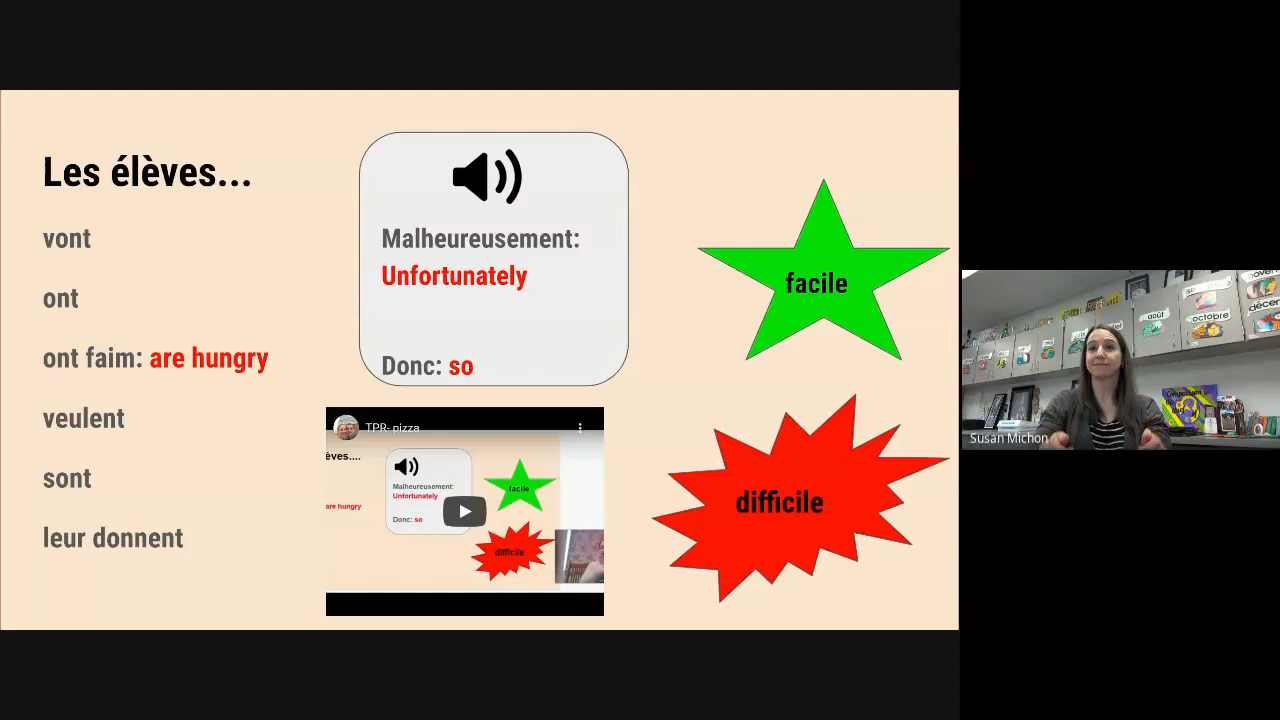 Les élèves...
vont
ont
ont faim: are hungry
veulent
sont
leur donnent
Malheureusement:
Unfortunately
Donc: so
facile
difficile
TPR- pizza
èves....
are hungry
Malheureusement:
Unfortunately
Donc: so
facile
difficile
août
octobre
Susan Michon